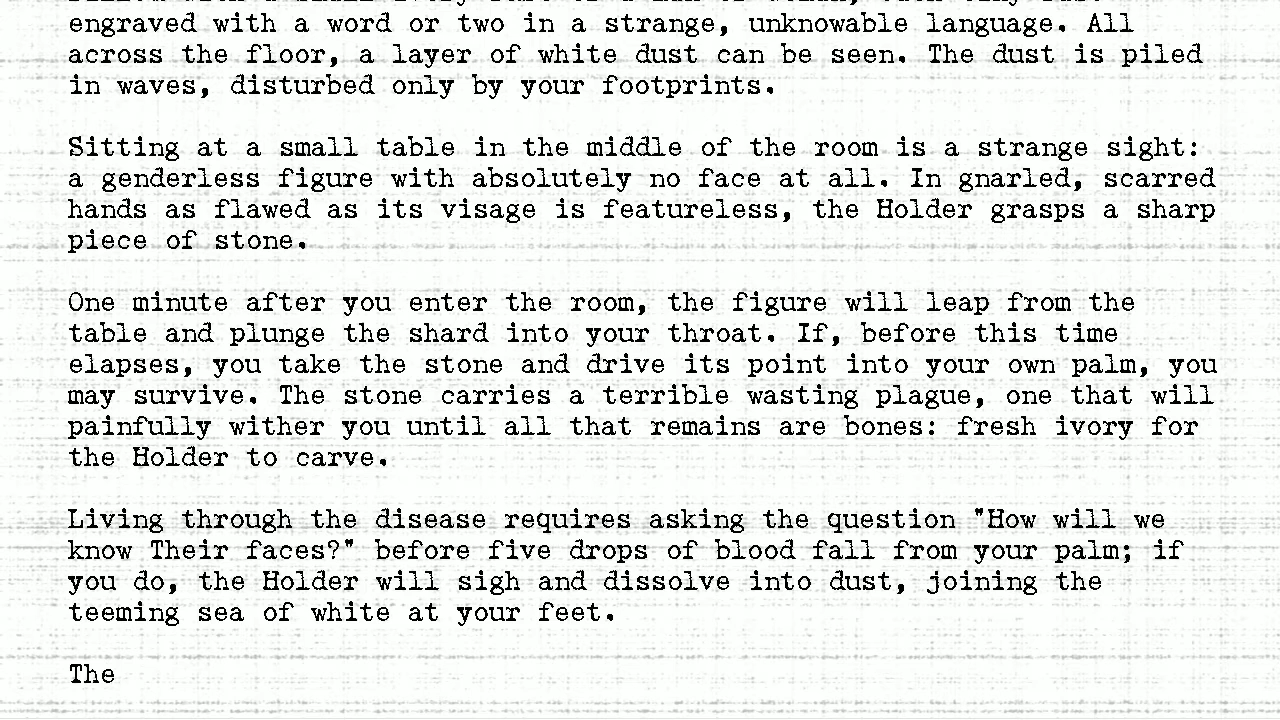 engraved with a word or two in a strange, unknowable language. All
across the floor, a layer of white dust can be seen. The dust is piled
in waves, disturbed only by your footprints.
Sitting at a small table in the middle of the room is a strange sight:
a genderless figure with absolutely no face at all. In gnarled, scarred
hands as flawed as its visage is featureless, the Holder grasps a sharp
piece of stone.
One minute after you enter the room, the figure will leap from the
table and plunge the shard into your throat. If, before this time
elapses, you take the stone and drive its point into your own palm, you
may survive. The stone carries a terrible wasting plague, one that will
painfully wither you until all that remains are bones: fresh ivory for
the Holder to carve.
Living through the disease requires asking the question "How will we
know Their faces?" before five drops of blood fall from your palm; if
you do, the Holder will sigh and dissolve into dust, joining the
teeming sea of white at your feet.
The